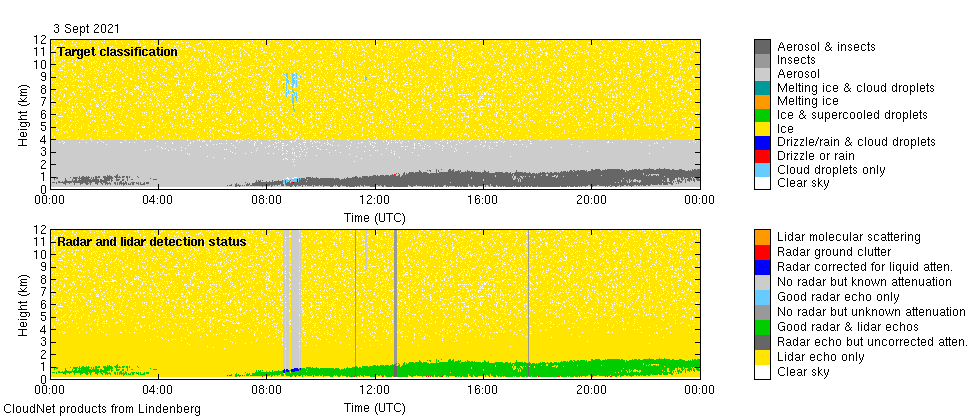 3 Sept 2021
Target classification
Height (km)
12
11
10
9
8
7
6
5
4
3
2
1
0
00:00 04:00 08:00 12:00 16:00 20:00 00:00
Time (UTC)
Aerosol & insects
Insects
Aerosol
Melting ice & cloud droplets
Melting ice
Ice & supercooled droplets
Ice
Drizzle/rain & cloud droplets
Drizzle or rain
Cloud droplets only
Clear sky
Radar and lidar detection status
Height (km)
12
11
10
9
8
7
6
5
4
3
2
1
0
00:00 04:00 08:00 12:00 16:00 20:00 00:00
Time (UTC)
Lidar molecular scattering
Radar ground clutter
Radar corrected for liquid atten.
No radar but known attenuation
Good radar echo only
No radar but unknown attenuation
Good radar & lidar echos
Radar echo but uncorrected atten.
Lidar echo only
Clear sky
CloudNet products from Lindenberg